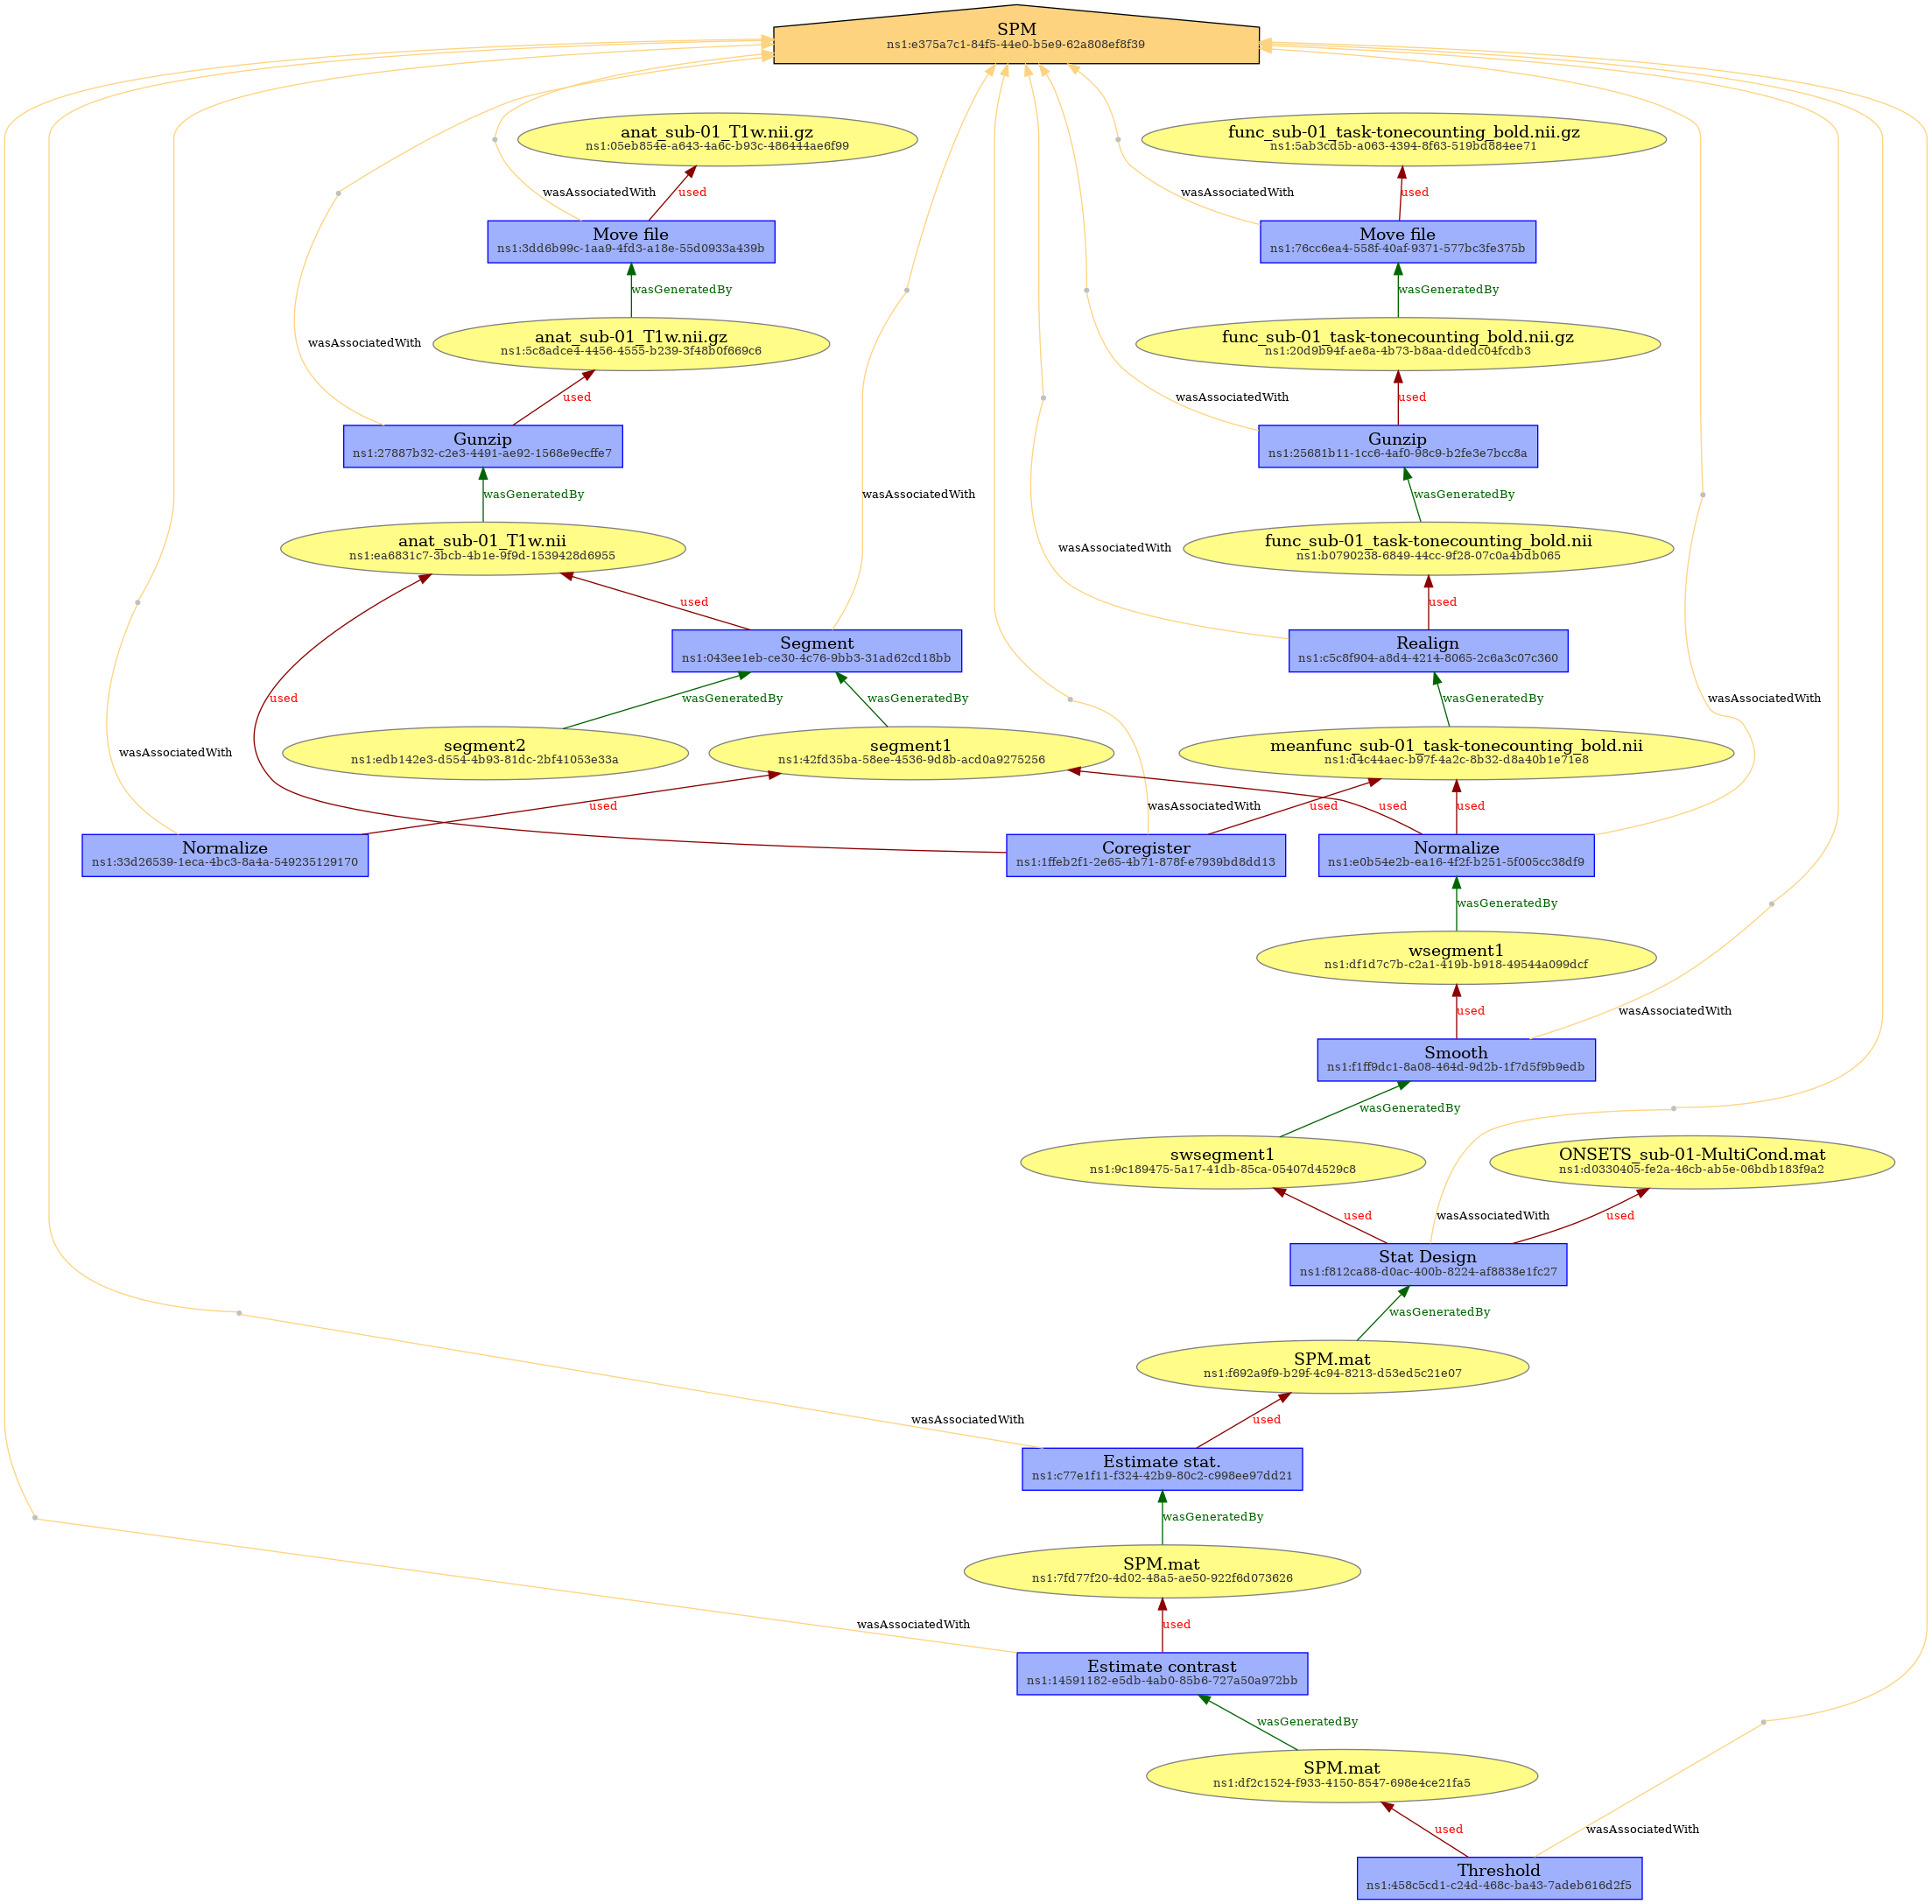 SPM
ns1:e375a7c1-84f5-44e0-b5e9-62a808ef8f39
anat_sub-01_T1w.nii.gz
ns1:05eb854e-a643-4a6c-b93c-486444ae6f99
func_sub-01_task-tonecounting_bold.nii.gz
ns1:5ab3cd5b-a063-4394-8f63-519bd884ee71
wasAssociatedWith
used
wasAssociatedWith
used
Move file
ns1:3dd6b99c-1aa9-4fd3-a18e-55d0933a439b
Move file
ns1:76cc6ea4-558f-40af-9371-577bc3fe375b
wasGeneratedBy
wasGeneratedBy
wasAssociatedWith
anat_sub-01_T1w.nii.gz
ns1:5c8adce4-4456-4555-b239-3f48b0f669c6
func_sub-01_task-tonecounting_bold.nii.gz
ns1:20d9b94f-ae8a-4b73-b8aa-ddedc04fcdb3
used
wasAssociatedWith
used
Gunzip
ns1:27887b32-c2e3-4491-ae92-1568e9ecffe7
Gunzip
ns1:25681b11-1cc6-4af0-98c9-b2fe3e7bcc8a
wasGeneratedBy
wasAssociatedWith
wasGeneratedBy
anat_sub-01_T1w.nii
ns1:ea6831c7-3bcb-4b1e-9f9d-1539428d6955
wasAssociatedWith
func_sub-01_task-tonecounting_bold.nii
ns1:b0790238-6849-44cc-9f28-07c0a4bdb065
used
used
Segment
ns1:043ee1eb-ce30-4c76-9bb3-31ad62cd18bb
Realign
ns1:c5c8f904-a8d4-4214-8065-2c6a3c07c360
used
wasGeneratedBy
wasGeneratedBy
wasGeneratedBy
wasAssociatedWith
wasAssociatedWith
segment2
ns1:edb142e3-d554-4b93-81dc-2bf41053e33a
segment1
ns1:42fd35ba-58ee-4536-9d8b-acd0a9275256
meanfunc_sub-01_task-tonecounting_bold.nii
ns1:d4c44aec-b97f-4a2c-8b32-d8a40b1e71e8
used
wasAssociatedWith
used
used
used
Normalize
ns1:33d26539-1eca-4bc3-8a4a-549235129170
Coregister
ns1:1ffeb2f1-2e65-4b71-878f-e7939bd8dd13
Normalize
ns1:e0b54e2b-ea16-4f2f-b251-5f005cc38df9
wasGeneratedBy
wsegment1
ns1:df1d7c7b-c2a1-419b-b918-49544a099dcf
used
wasAssociatedWith
Smooth
ns1:f1ff9dc1-8a08-464d-9d2b-1f7d5f9b9edb
wasGeneratedBy
swsegment1
ns1:9c189475-5a17-41db-85ca-05407d4529c8
ONSETS_sub-01-MultiCond.mat
ns1:d0330405-fe2a-46cb-ab5e-06bdb183f9a2
used
wasAssociatedWith
used
Stat Design
ns1:f812ca88-d0ac-400b-8224-af8838e1fc27
wasGeneratedBy
SPM.mat
ns1:f692a9f9-b29f-4c94-8213-d53ed5c21e07
wasAssociatedWith
used
Estimate stat.
ns1:c77e1f11-f324-42b9-80c2-c998ee97dd21
wasGeneratedBy
SPM.mat
ns1:7fd77f20-4d02-48a5-ae50-922f6d073626
wasAssociatedWith
used
Estimate contrast
ns1:14591182-e5db-4ab0-85b6-727a50a972bb
wasGeneratedBy
SPM.mat
ns1:df2c1524-f933-4150-8547-698e4ce21fa5
used
wasAssociatedWith
Threshold
ns1:458c5cd1-c24d-468c-ba43-7adeb616d2f5